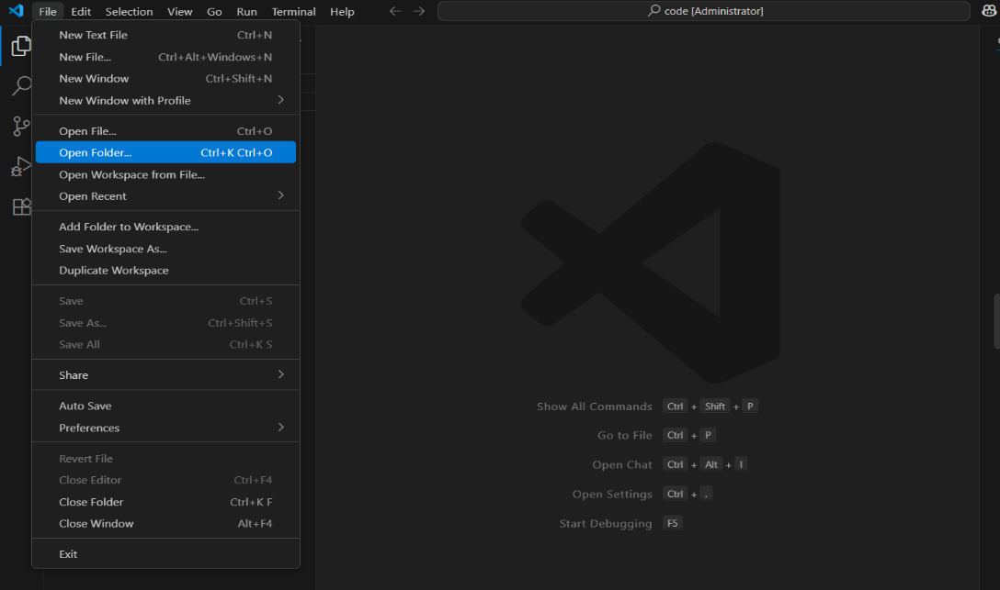 File Edit Selection View Go Run Terminal Help code [Administrator]
New Text File Ctrl+N
New File... Ctrl+Alt+Windows+N
New Window Ctrl+Shift+N
New Window with Profile
Open File... Ctrl+O
Open Folder... Ctrl+K Ctrl+O
Open Workspace from File...
Open Recent
Add Folder to Workspace...
Save Workspace As...
Duplicate Workspace
Save Ctrl+S
Save As... Ctrl+Shift+S
Save All Ctrl+K S
Share
Auto Save
Preferences
Revert File
Close Editor Ctrl+F4
Close Folder Ctrl+K F
Close Window Alt+F4
Exit
Show All Commands Ctrl + Shift + P
Go to File Ctrl + P
Open Chat Ctrl + Alt + I
Open Settings Ctrl + ,
Start Debugging F5